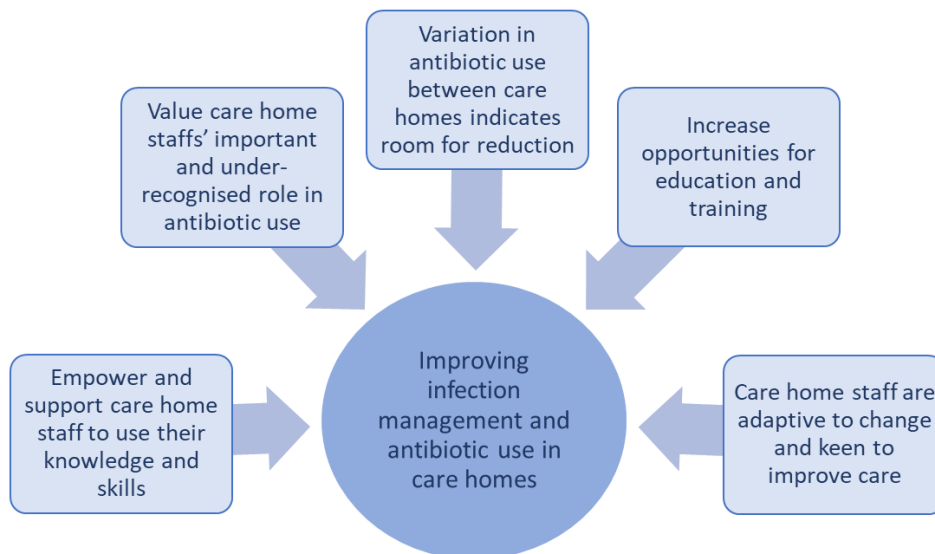 Variation in
antibiotic use
between care
homes indicates
room for reduction
Value care home
staffs’ important
and under-
recognised role in
antibiotic use
Increase
opportunities for
education and
training
Empower and
support care home
staff to use their
knowledge and
skills
Improving
infection
management and
antibiotic use in
care homes
Care home staff are
adaptive to change
and keen to
improve care